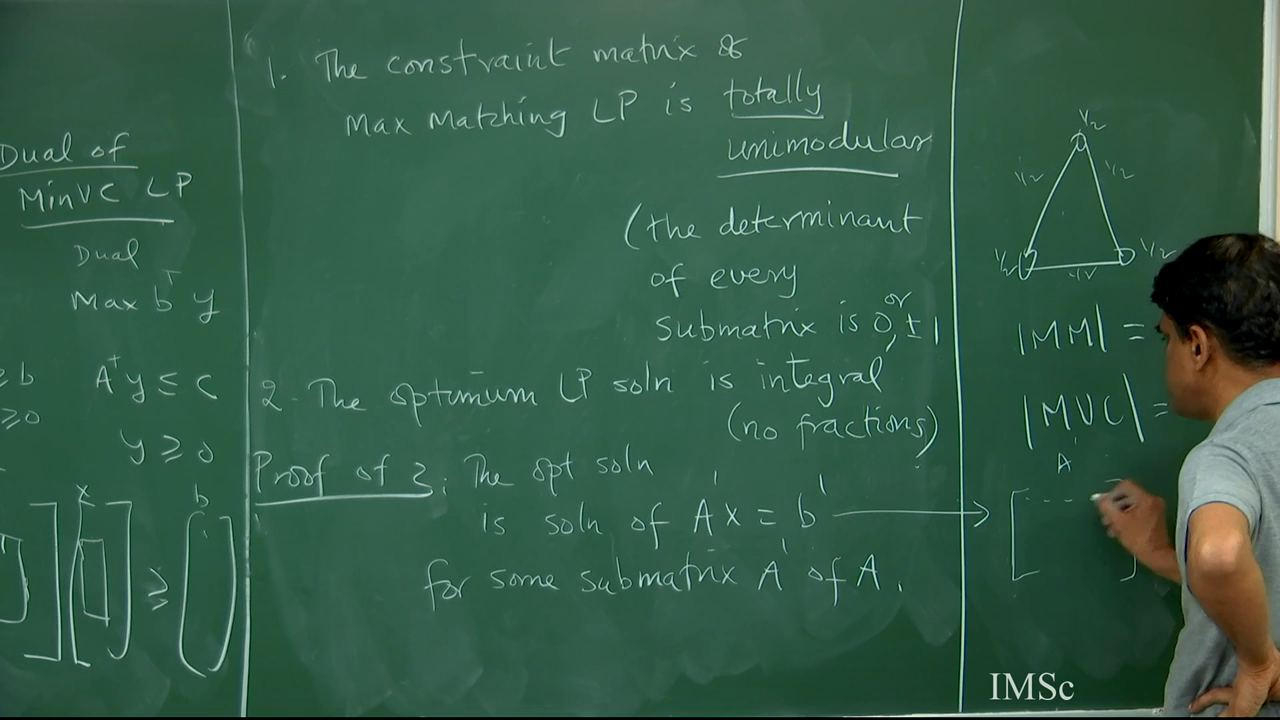 Dual of
MinVC LP
Dual
Max bᵀ y
≥ b
≥ 0
Aᵀy ≤ c
y ≥ 0
x
b
≥
1. The constraint matrix of
Max Matching LP is totally
unimodular
(the determinant
of every
submatrix is 0, or ± 1
2. The optimum LP soln is integral
(no fractions)
Proof of 2: The opt soln
is soln of A'x = b'
for some submatrix A' of A.
1/2
1/2
1/2
1/2
1/2
1/2
|MM| =
|MVC| =
A'
IMSc